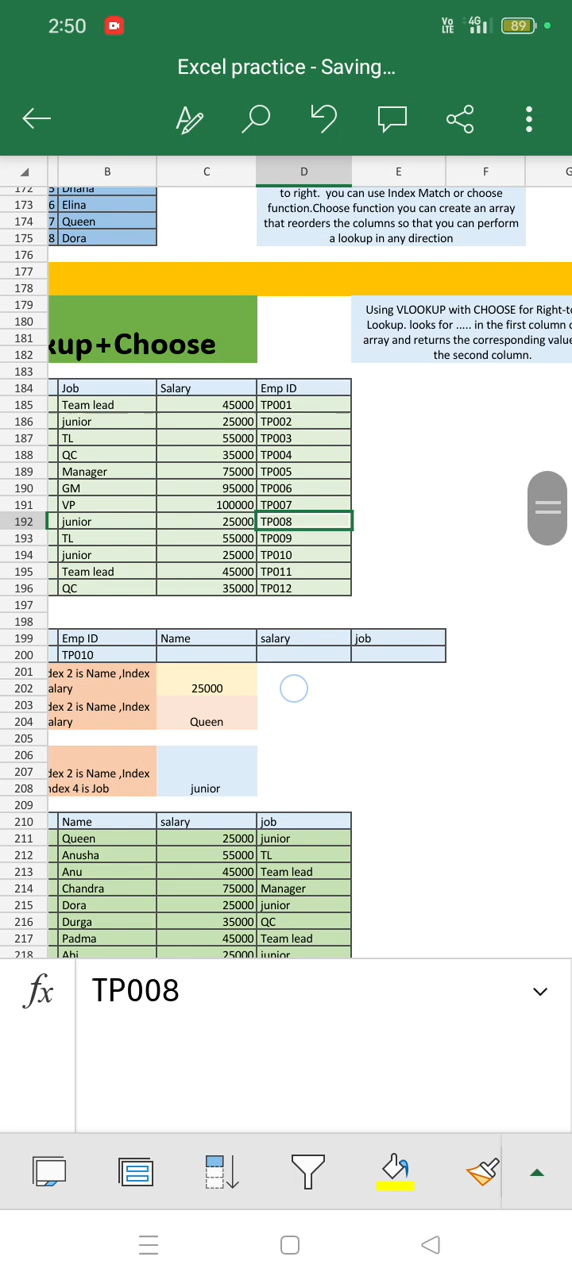 2:50
Vo LTE 4G 89
Excel practice - Saving...
B C D E F G
172 5 Dhana
to right. you can use Index Match or choose
173 6 Elina
function.Choose function you can create an array
174 7 Queen
that reorders the columns so that you can perform
175 8 Dora
a lookup in any direction
176
177
178
179
Using VLOOKUP with CHOOSE for Right-to
180
Lookup. looks for ..... in the first column o
181
kup+Choose
array and returns the corresponding value
182
the second column.
183
184 Job Salary Emp ID
185 Team lead 45000 TP001
186 junior 25000 TP002
187 TL 55000 TP003
188 QC 35000 TP004
189 Manager 75000 TP005
190 GM 95000 TP006
191 VP 100000 TP007
192 junior 25000 TP008
193 TL 55000 TP009
194 junior 25000 TP010
195 Team lead 45000 TP011
196 QC 35000 TP012
197
198
199 Emp ID Name salary job
200 TP010
201 dex 2 is Name ,Index
202 alary 25000
203 dex 2 is Name ,Index
204 alary Queen
205
206
207 dex 2 is Name ,Index
208 ndex 4 is Job junior
209
210 Name salary job
211 Queen 25000 junior
212 Anusha 55000 TL
213 Anu 45000 Team lead
214 Chandra 75000 Manager
215 Dora 25000 junior
216 Durga 35000 QC
217 Padma 45000 Team lead
218 Abi 25000 junior
fx TP008